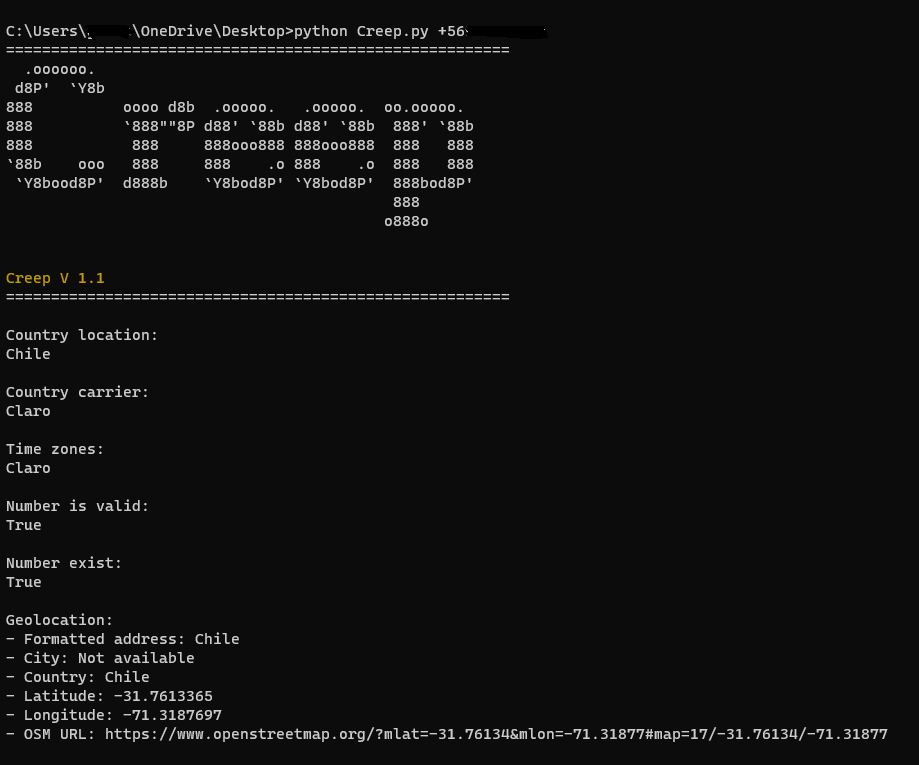 C:\Users\ \OneDrive\Desktop>python Creep.py +56
========================================================
  .oooooo.
 d8P'  `Y8b
888          oooo d8b  .ooooo.   .ooooo.  oo.ooooo.
888          `888""8P d88' `88b d88' `88b  888' `88b
888           888     888ooo888 888ooo888  888   888
`88b    ooo   888     888    .o 888    .o  888   888
 `Y8bood8P'  d888b    `Y8bod8P' `Y8bod8P'  888bod8P'
                                           888
                                          o888o
Creep V 1.1
========================================================
Country location:
Chile
Country carrier:
Claro
Time zones:
Claro
Number is valid:
True
Number exist:
True
Geolocation:
- Formatted address: Chile
- City: Not available
- Country: Chile
- Latitude: -31.7613365
- Longitude: -71.3187697
- OSM URL: https://www.openstreetmap.org/?mlat=-31.76134&mlon=-71.31877#map=17/-31.76134/-71.31877